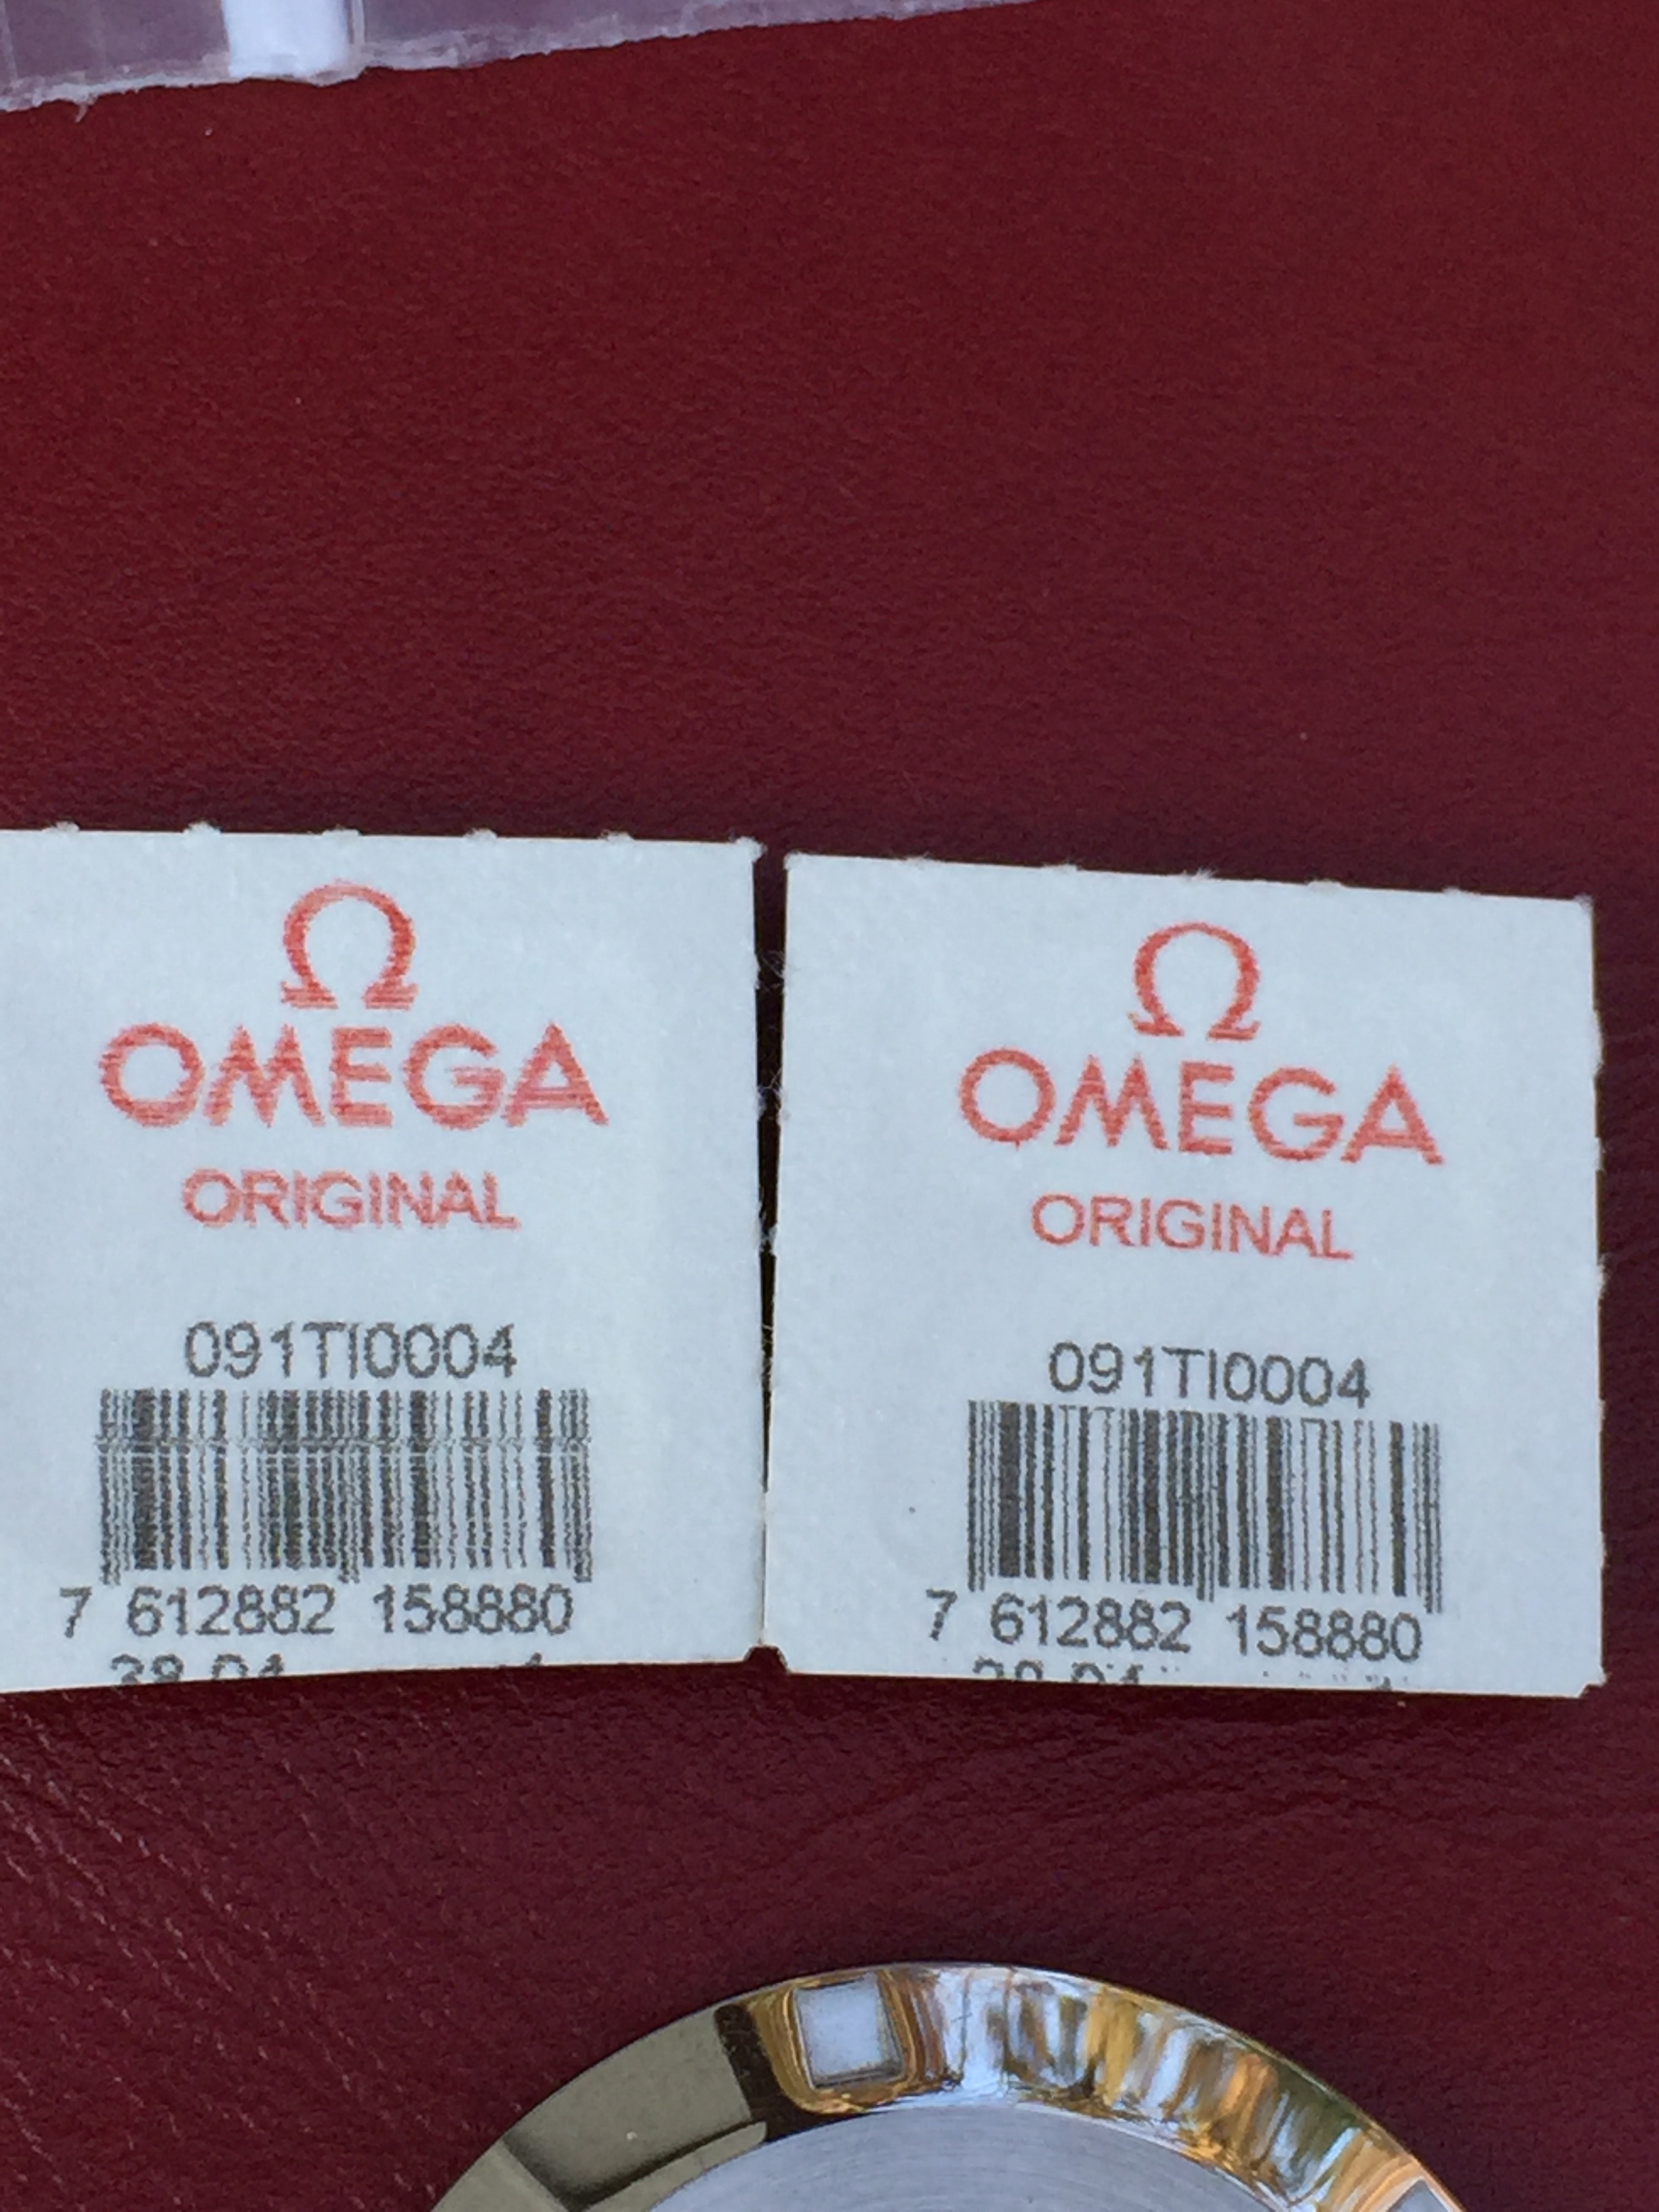 Ω
OMEGA
ORIGINAL
091TI0004
7 612882 158880
Ω
OMEGA
ORIGINAL
091TI0004
7 612882 158880